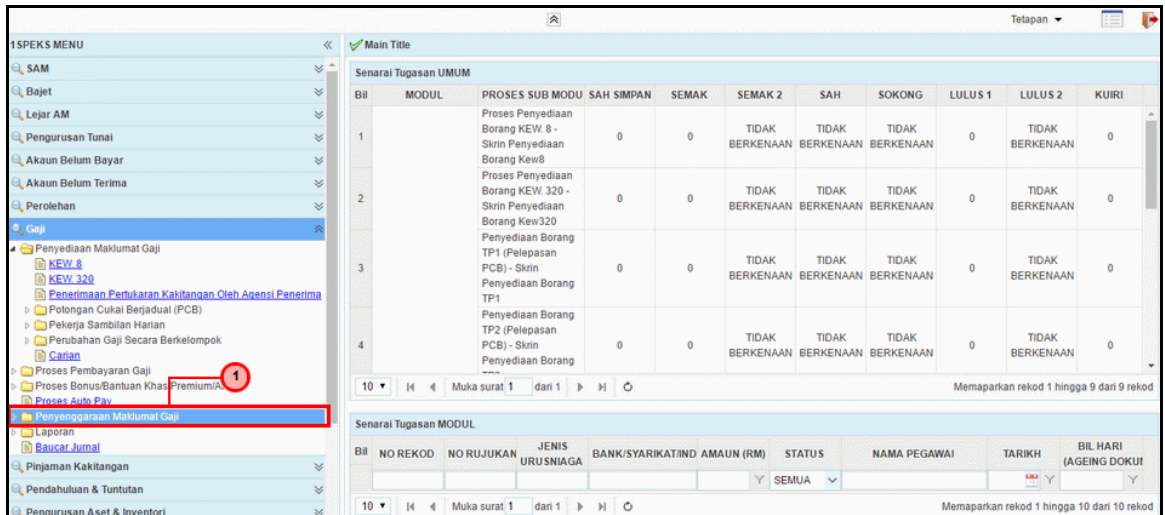 Tetapan
1SPEKS MENU
SAM
Bajet
Lejar AM
Pengurusan Tunai
Akaun Belum Bayar
Akaun Belum Terima
Perolehan
Gaji
Penyediaan Maklumat Gaji
KEW. 8
KEW. 320
Penerimaan Pertukaran Kakitangan Oleh Agensi Penerima
Potongan Cukai Berjadual (PCB)
Pekerja Sambilan Harian
Perubahan Gaji Secara Berkelompok
Carian
Proses Pembayaran Gaji
Proses Bonus/Bantuan Khas Premium/A
1
Proses Auto Pay
Penyenggaraan Maklumat Gaji
Laporan
Baucar Jurnal
Pinjaman Kakitangan
Pendahuluan & Tuntutan
Pengurusan Aset & Inventori
Main Title
Senarai Tugasan UMUM
Bil MODUL PROSES SUB MODU SAH SIMPAN SEMAK SEMAK 2 SAH SOKONG LULUS 1 LULUS 2 KUIRI
Proses Penyediaan
Borang KEW. 8 -
1 Skrin Penyediaan 0 0 TIDAK BERKENAAN TIDAK BERKENAAN TIDAK BERKENAAN 0 TIDAK BERKENAAN 0
Borang Kew8
Proses Penyediaan
Borang KEW. 320 -
2 Skrin Penyediaan 0 0 TIDAK BERKENAAN TIDAK BERKENAAN TIDAK BERKENAAN 0 TIDAK BERKENAAN 0
Borang Kew320
Penyediaan Borang
TP1 (Pelepasan
3 PCB) - Skrin 0 0 TIDAK BERKENAAN TIDAK BERKENAAN TIDAK BERKENAAN 0 TIDAK BERKENAAN 0
Penyediaan Borang
TP1
Penyediaan Borang
TP2 (Pelepasan
4 PCB) - Skrin 0 0 TIDAK BERKENAAN TIDAK BERKENAAN TIDAK BERKENAAN 0 TIDAK BERKENAAN 0
Penyediaan Borang
10 Muka surat 1 dari 1 Memaparkan rekod 1 hingga 9 dari 9 rekod
Senarai Tugasan MODUL
Bil NO REKOD NO RUJUKAN JENIS URUSNIAGA BANK/SYARIKAT/IND AMAUN (RM) STATUS NAMA PEGAWAI TARIKH BIL HARI (AGEING DOKUM
SEMUA
10 Muka surat 1 dari 1 Memaparkan rekod 1 hingga 10 dari 10 rekod